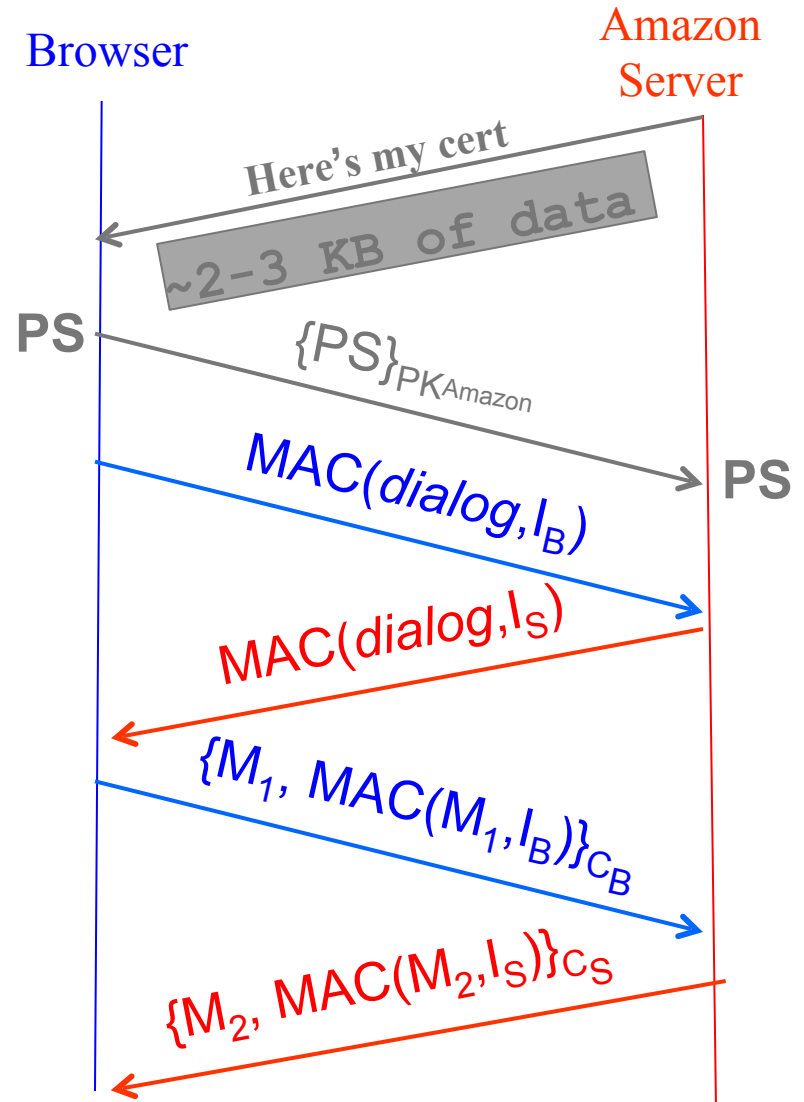 Browser
Amazon
Server
Here’s my cert
~2-3 KB of data
PS
{PS}PKAmazon
PS
MAC(dialog,IB)
MAC(dialog,IS)
{M1, MAC(M1,IB)}CB
{M2, MAC(M2,IS)}CS